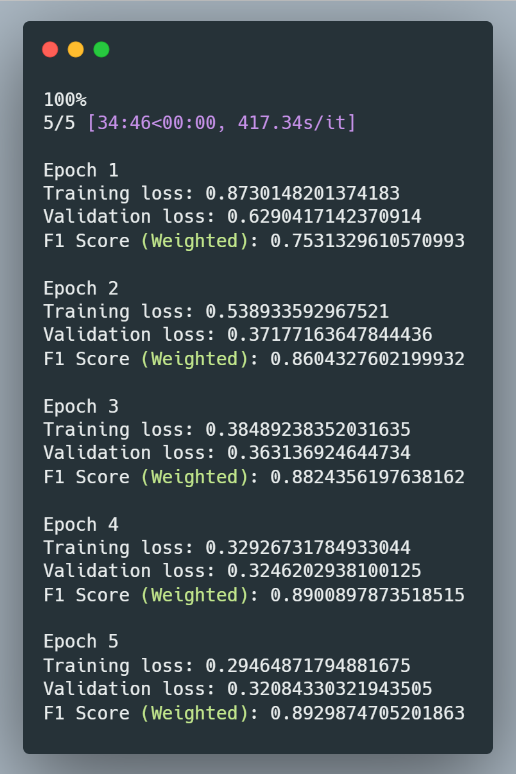 100%
5/5 [34:46<00:00, 417.34s/it]
Epoch 1
Training loss: 0.8730148201374183
Validation loss: 0.6290417142370914
F1 Score (Weighted): 0.7531329610570993
Epoch 2
Training loss: 0.538933592967521
Validation loss: 0.37177163647844436
F1 Score (Weighted): 0.8604327602199932
Epoch 3
Training loss: 0.38489238352031635
Validation loss: 0.363136924644734
F1 Score (Weighted): 0.8824356197638162
Epoch 4
Training loss: 0.32926731784933044
Validation loss: 0.3246202938100125
F1 Score (Weighted): 0.8900897873518515
Epoch 5
Training loss: 0.29464871794881675
Validation loss: 0.32084330321943505
F1 Score (Weighted): 0.8929874705201863